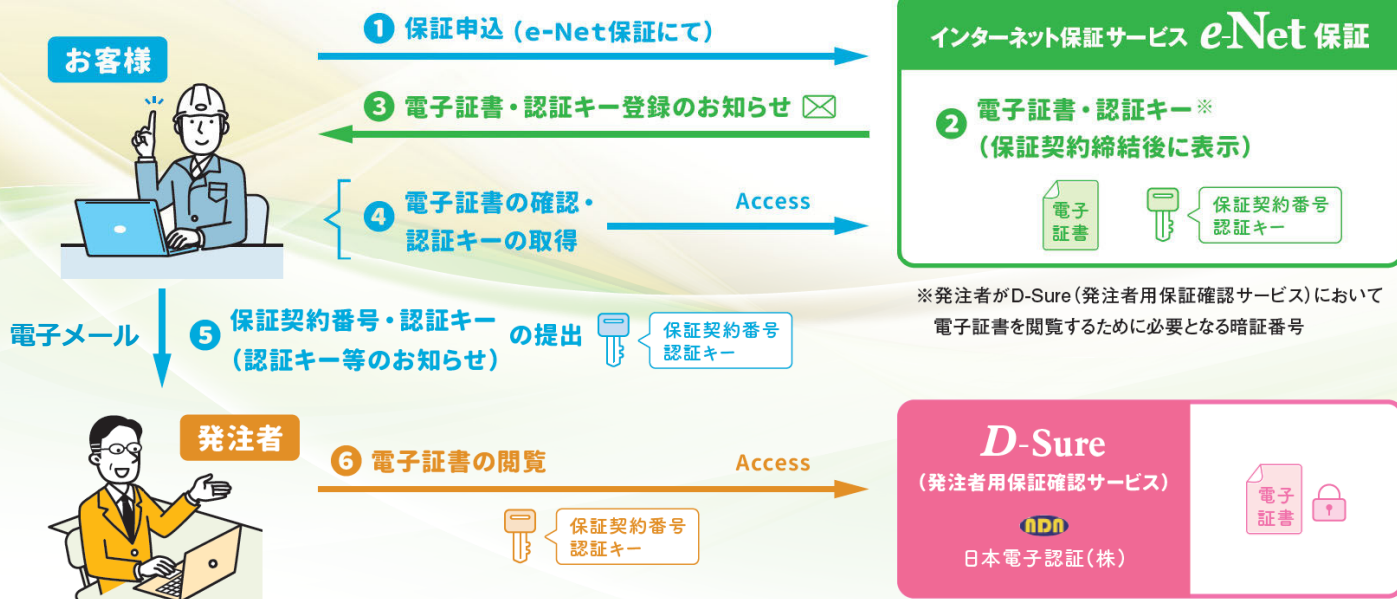 お客様
❶ 保証申込(e-Net保証にて)
❸ 電子証書・認証キー登録のお知らせ
❹ 電子証書の確認・
認証キーの取得
Access
インターネット保証サービス e-Net 保証
❷ 電子証書・認証キー※
(保証契約締結後に表示)
電子
証書
保証契約番号
認証キー
※発注者がD-Sure(発注者用保証確認サービス)において
電子証書を閲覧するために必要となる暗証番号
電子メール
❺ 保証契約番号・認証キー
(認証キー等のお知らせ)
の提出
保証契約番号
認証キー
発注者
❻ 電子証書の閲覧
Access
保証契約番号
認証キー
D-Sure
(発注者用保証確認サービス)
NDN
日本電子認証(株)
電子
証書